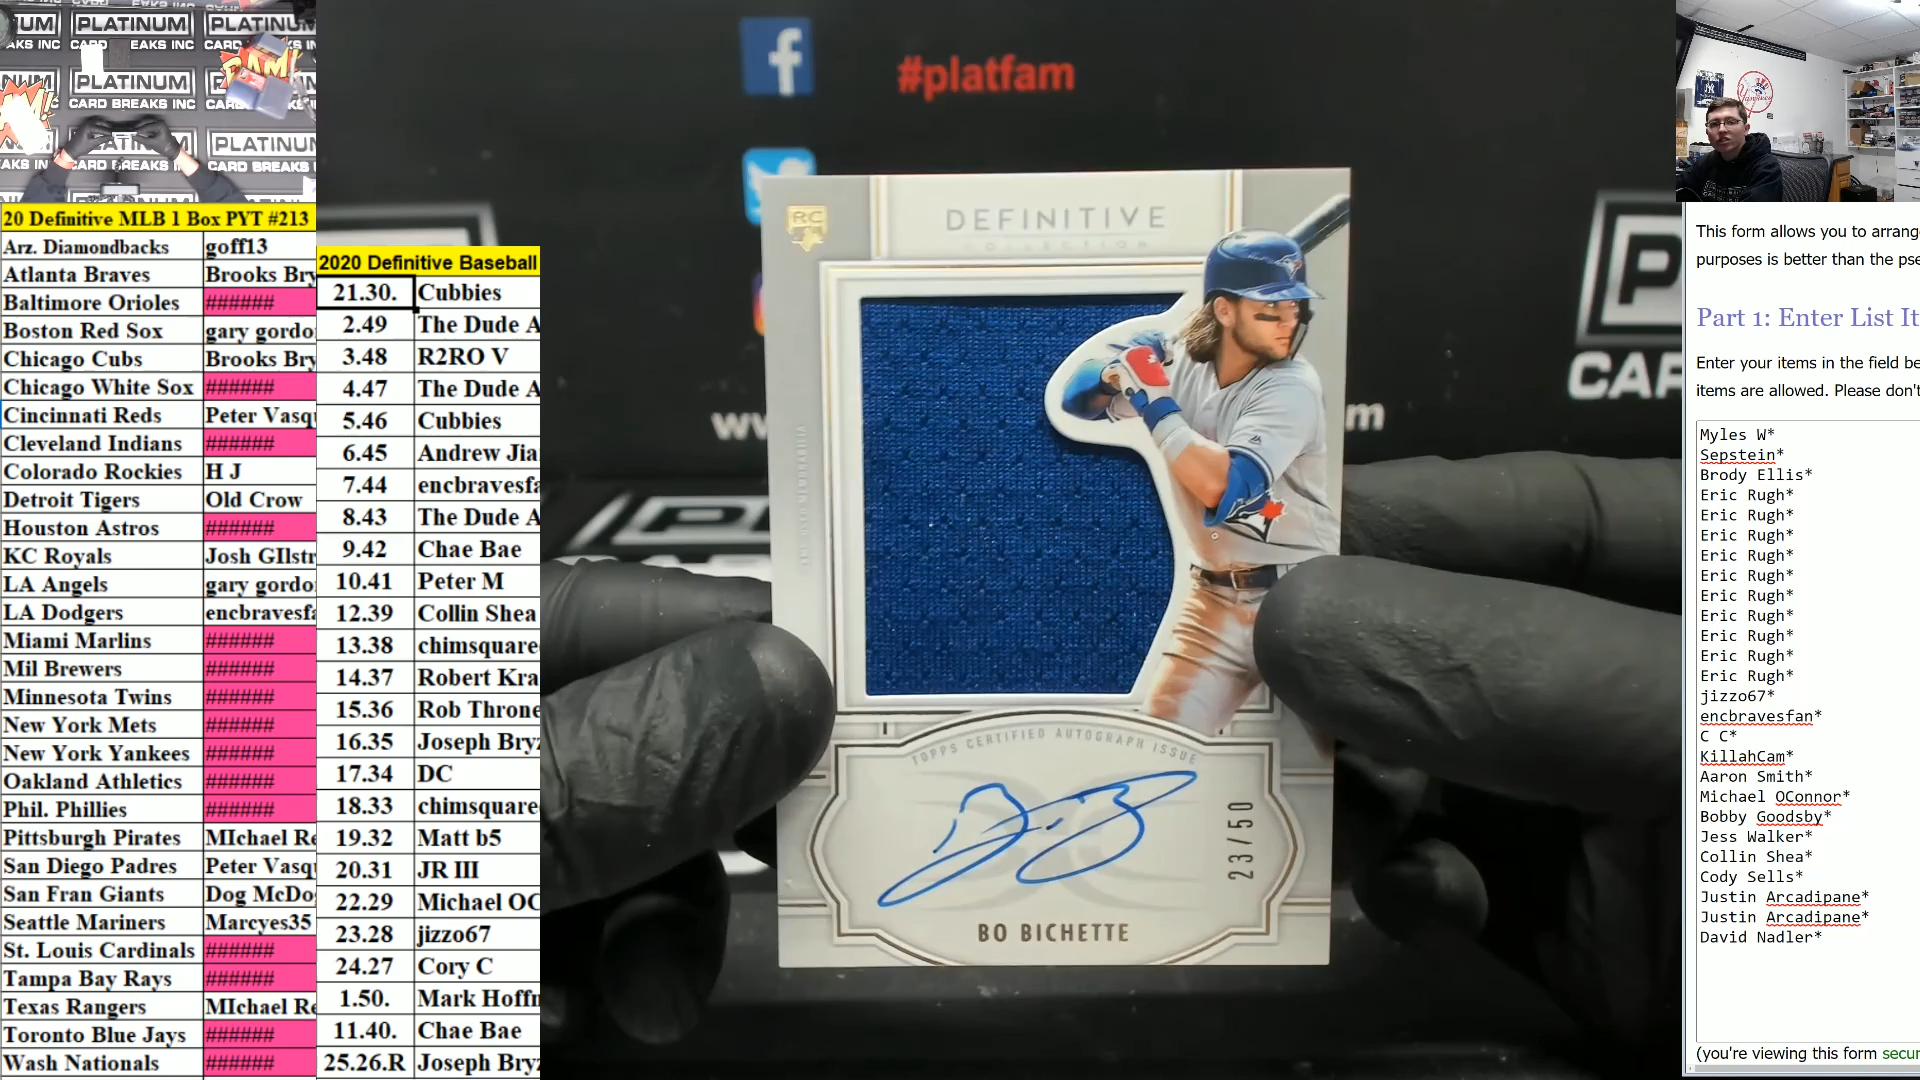 PLATINUM
CARD BREAKS INC
PLATINUM
CARD BREAKS INC
PLATINUM
CARD BREAKS
20 Definitive MLB 1 Box PYT #213
Arz. Diamondbacks goff13
Atlanta Braves Brooks Bry
Baltimore Orioles ######
Boston Red Sox gary gordo
Chicago Cubs Brooks Bry
Chicago White Sox ######
Cincinnati Reds Peter Vasq
Cleveland Indians ######
Colorado Rockies H J
Detroit Tigers Old Crow
Houston Astros ######
KC Royals Josh GIlstr
LA Angels gary gordo
LA Dodgers encbravesfa
Miami Marlins ######
Mil Brewers ######
Minnesota Twins ######
New York Mets ######
New York Yankees ######
Oakland Athletics ######
Phil. Phillies ######
Pittsburgh Pirates MIchael Re
San Diego Padres Peter Vasq
San Fran Giants Dog McDo
Seattle Mariners Marcyes35
St. Louis Cardinals ######
Tampa Bay Rays ######
Texas Rangers MIchael Re
Toronto Blue Jays ######
Wash Nationals ######
2020 Definitive Baseball
21.30. Cubbies
2.49 The Dude A
3.48 R2RO V
4.47 The Dude A
5.46 Cubbies
6.45 Andrew Jia
7.44 encbravesfa
8.43 The Dude A
9.42 Chae Bae
10.41 Peter M
12.39 Collin Shea
13.38 chimsquare
14.37 Robert Kra
15.36 Rob Throne
16.35 Joseph Bryz
17.34 DC
18.33 chimsquare
19.32 Matt b5
20.31 JR III
22.29 Michael OC
23.28 jizzo67
24.27 Cory C
1.50. Mark Hoffn
11.40. Chae Bae
25.26.R Joseph Bryz
#platfam
RC
DEFINITIVE
COLLECTION
TOPPS CERTIFIED AUTOGRAPH ISSUE
23/50
BO BICHETTE
This form allows you to arrang
purposes is better than the pse
Part 1: Enter List It
Enter your items in the field be
items are allowed. Please don't
Myles W*
Sepstein*
Brody Ellis*
Eric Rugh*
Eric Rugh*
Eric Rugh*
Eric Rugh*
Eric Rugh*
Eric Rugh*
Eric Rugh*
Eric Rugh*
Eric Rugh*
Eric Rugh*
jizzo67*
encbravesfan*
C C*
KillahCam*
Aaron Smith*
Michael OConnor*
Bobby Goodsby*
Jess Walker*
Collin Shea*
Cody Sells*
Justin Arcadipane*
Justin Arcadipane*
David Nadler*
(you're viewing this form secur